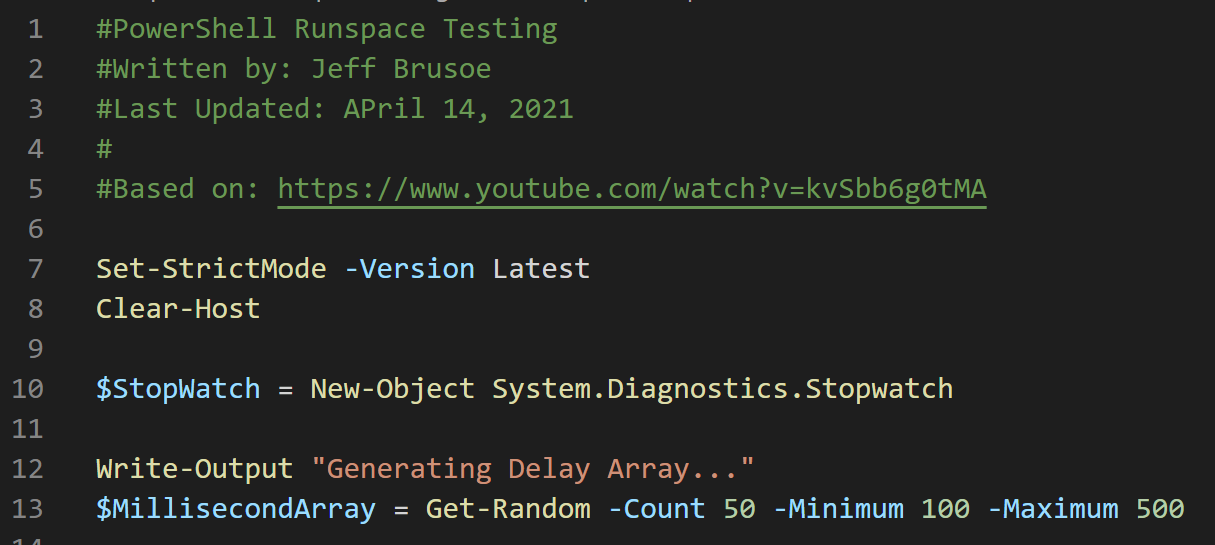 1 #PowerShell Runspace Testing
2 #Written by: Jeff Brusoe
3 #Last Updated: APril 14, 2021
4 #
5 #Based on: https://www.youtube.com/watch?v=kvSbb6g0tMA
6
7 Set-StrictMode -Version Latest
8 Clear-Host
9
10 $StopWatch = New-Object System.Diagnostics.Stopwatch
11
12 Write-Output "Generating Delay Array..."
13 $MillisecondArray = Get-Random -Count 50 -Minimum 100 -Maximum 500
14